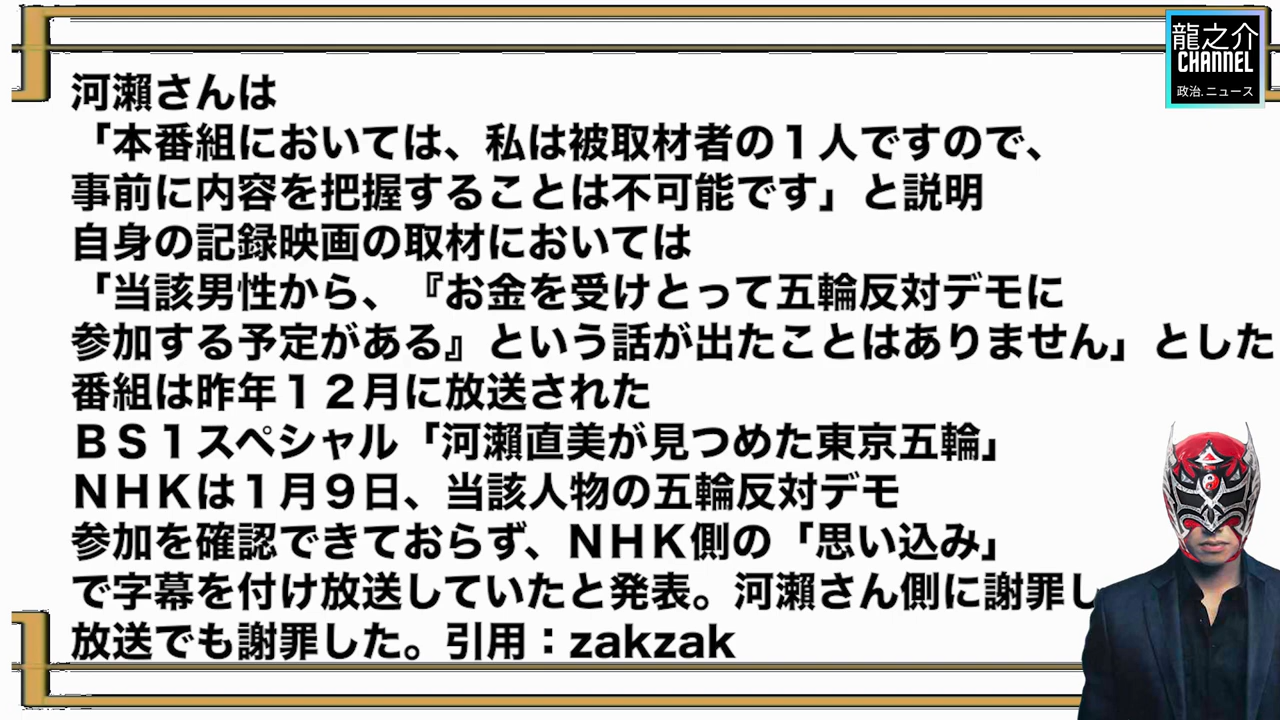 龍之介
CHANNEL
政治.ニュース
河瀨さんは
「本番組においては、私は被取材者の１人ですので、
事前に内容を把握することは不可能です」と説明
自身の記録映画の取材においては
「当該男性から、『お金を受けとって五輪反対デモに
参加する予定がある』という話が出たことはありません」とした
番組は昨年１２月に放送された
ＢＳ１スペシャル「河瀨直美が見つめた東京五輪」
ＮＨＫは１月９日、当該人物の五輪反対デモ
参加を確認できておらず、ＮＨＫ側の「思い込み」
で字幕を付け放送していたと発表。河瀨さん側に謝罪し
放送でも謝罪した。引用：zakzak